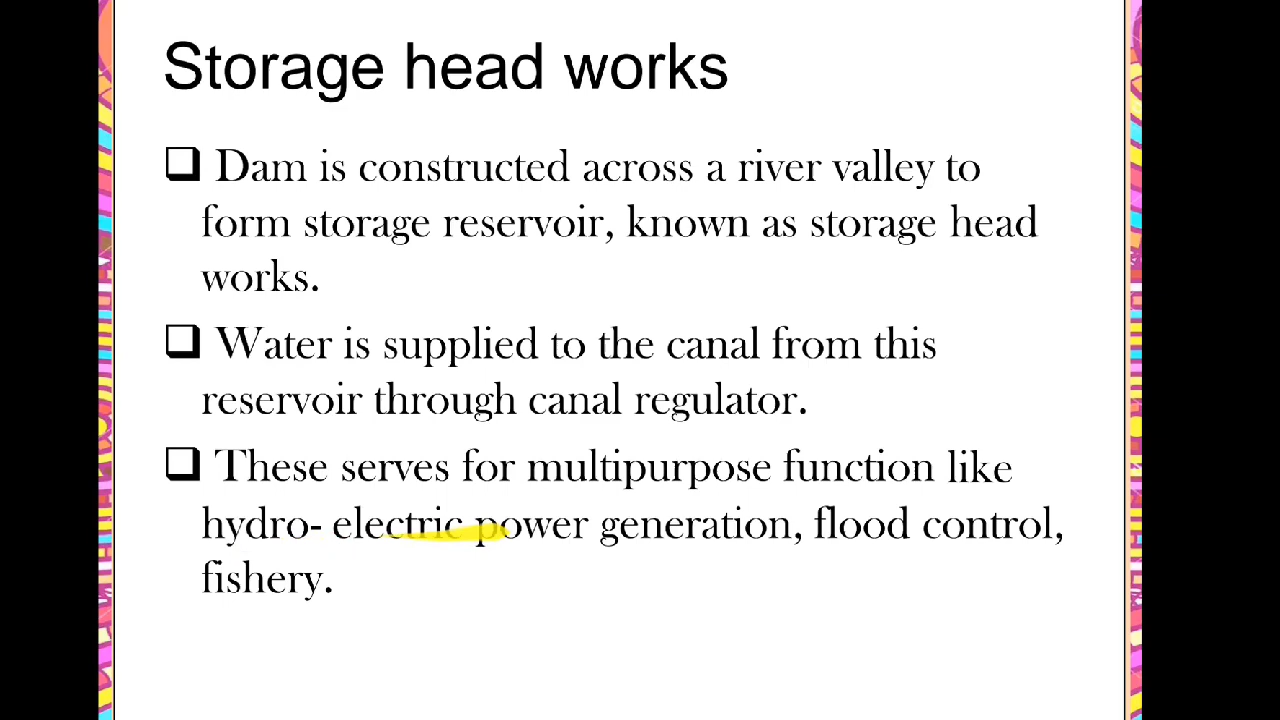 Storage head works
❑ Dam is constructed across a river valley to
form storage reservoir, known as storage head
works.
❑ Water is supplied to the canal from this
reservoir through canal regulator.
❑ These serves for multipurpose function like
hydro- electric power generation, flood control,
fishery.